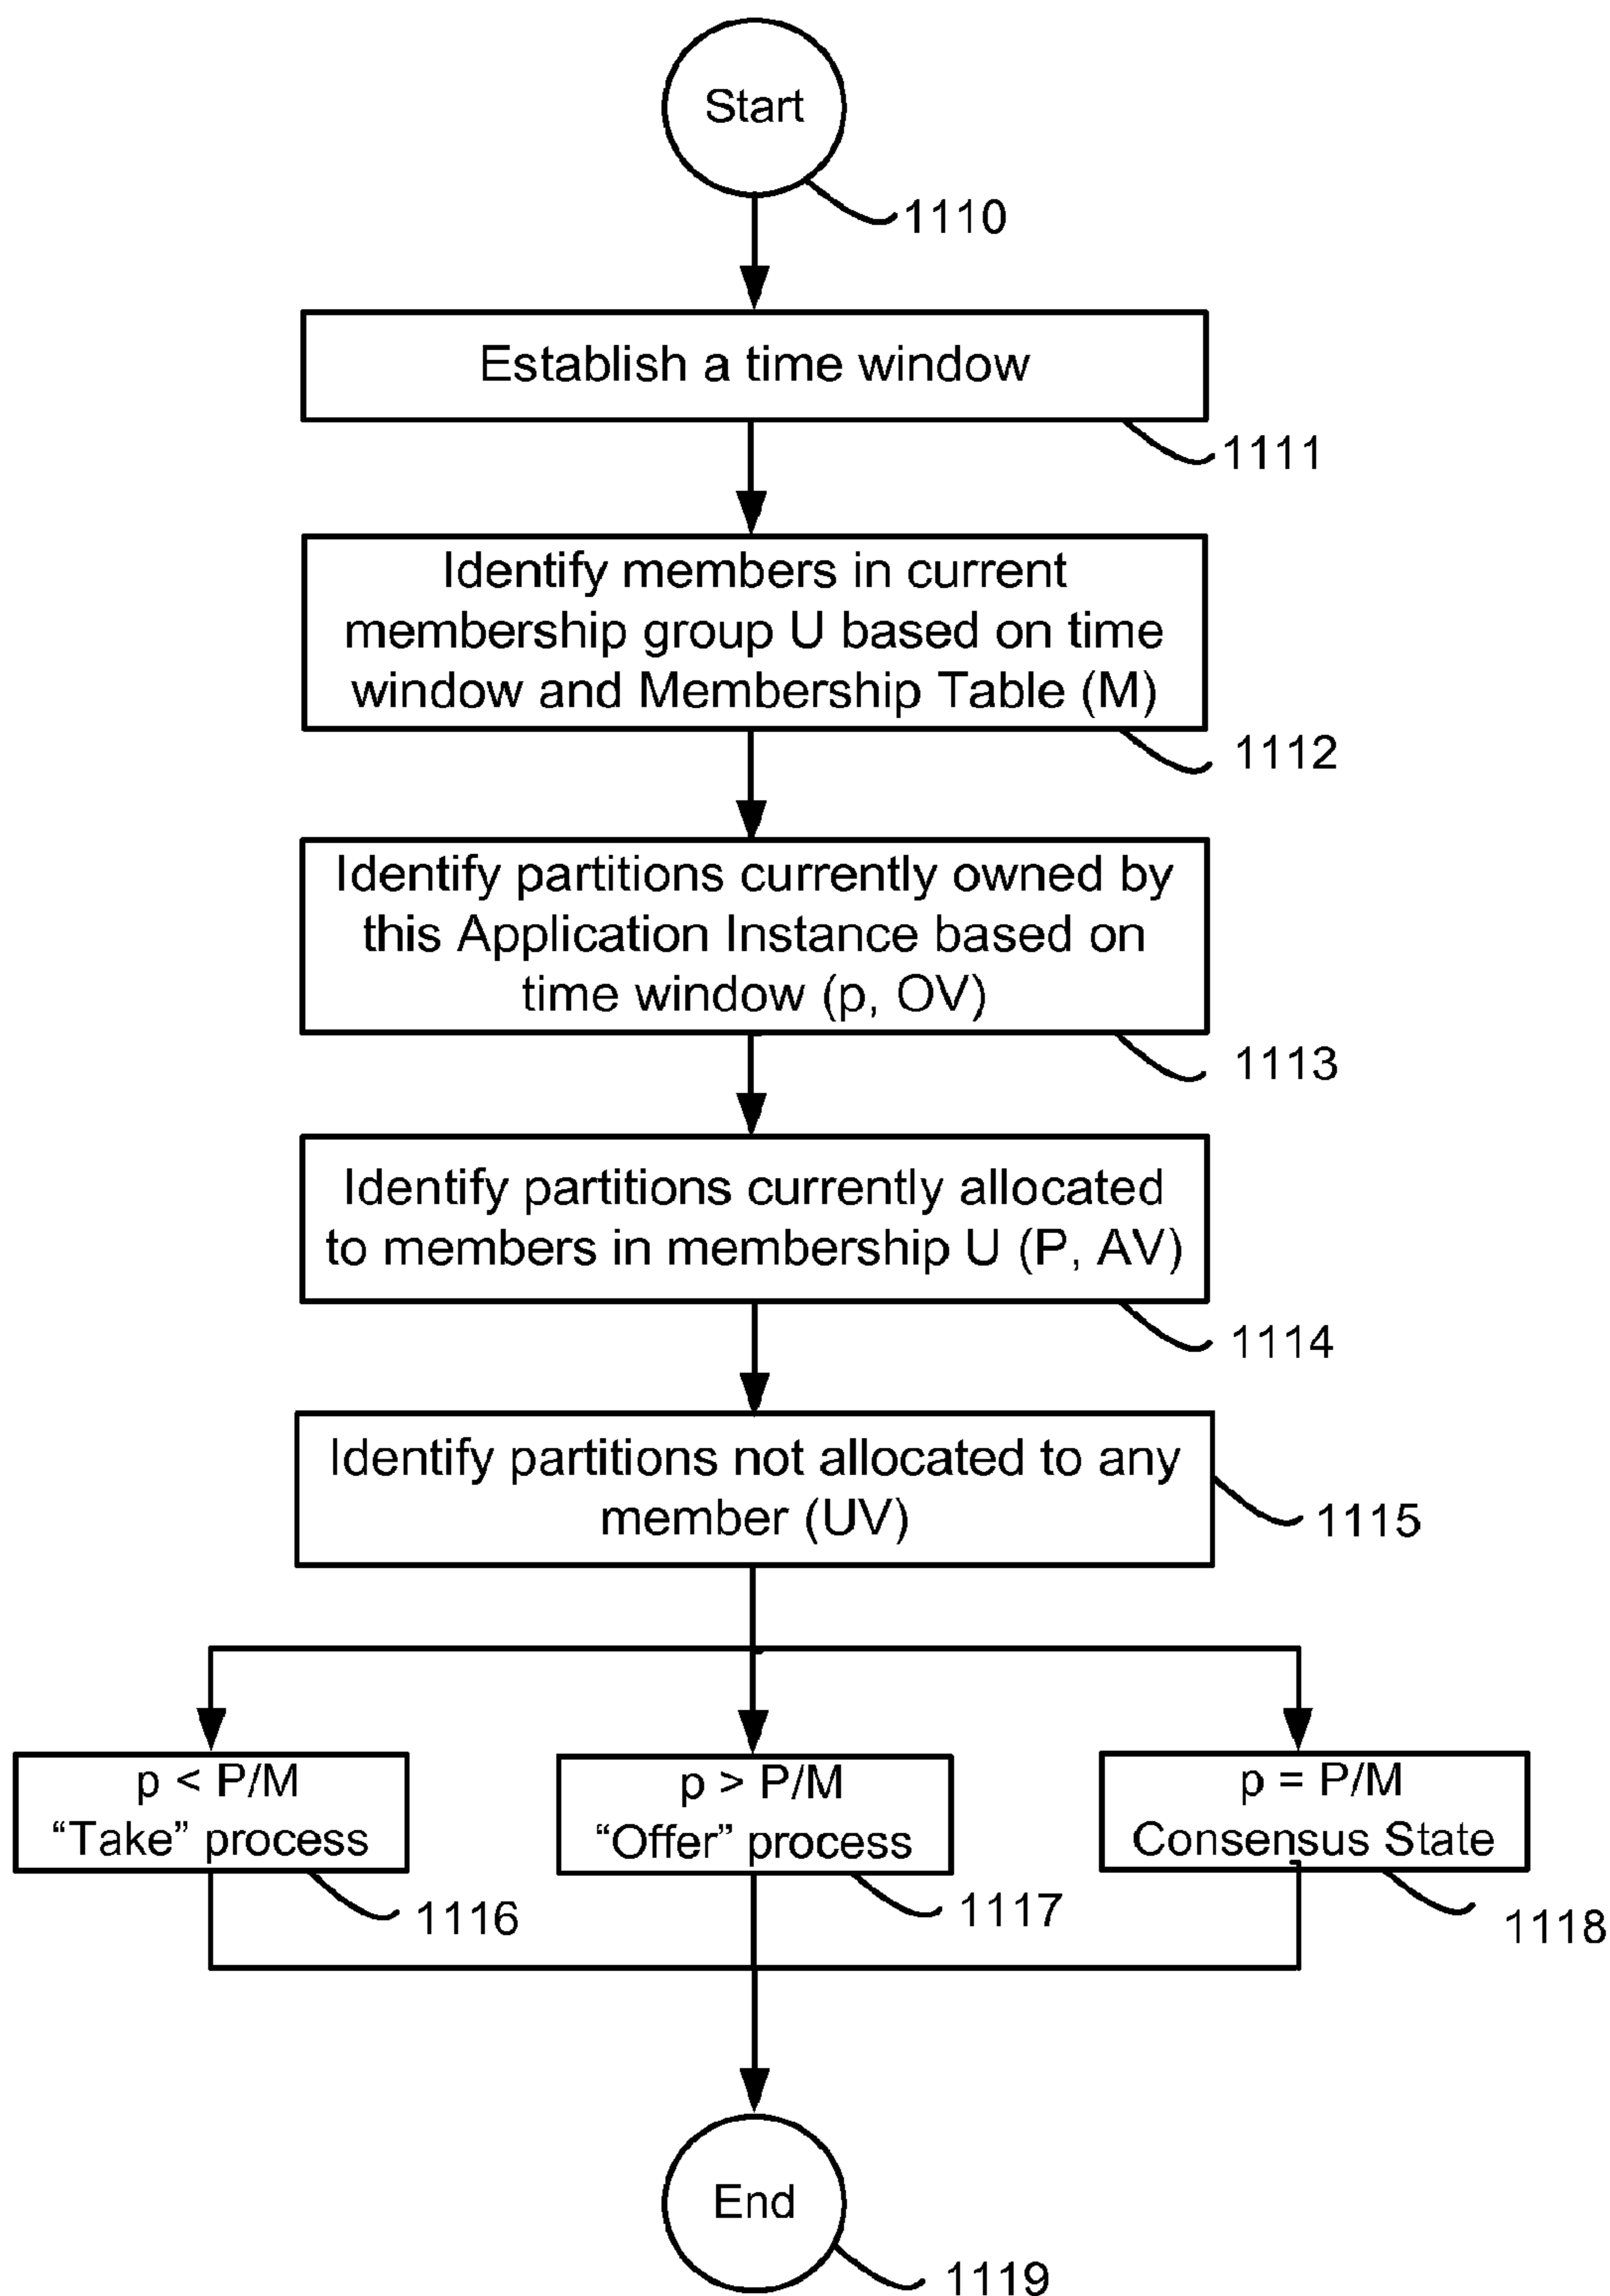 Start
1110
Establish a time window
1111
Identify members in current
membership group U based on time
window and Membership Table (M)
1112
Identify partitions currently owned by
this Application Instance based on
time window (p, OV)
1113
Identify partitions currently allocated
to members in membership U (P, AV)
1114
Identify partitions not allocated to any
member (UV)
1115
p < P/M
“Take” process
1116
p > P/M
“Offer” process
1117
p = P/M
Consensus State
1118
End
1119